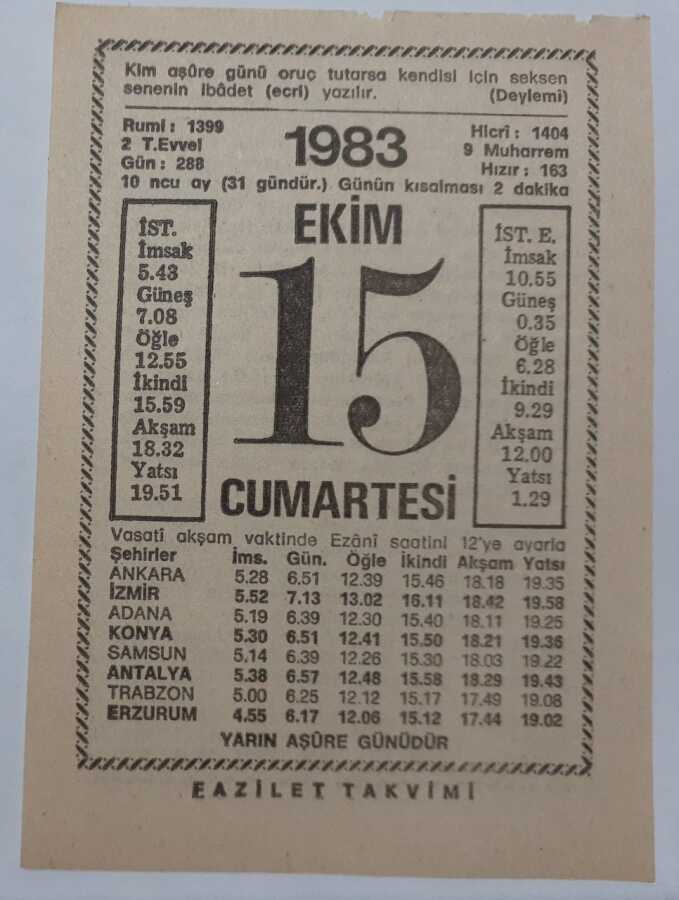 Kim aşûre günü oruç tutarsa kendisi için seksen
senenin ibâdet (ecri) yazılır. (Deylemi)
Rumi: 1399
2 T.Evvel
Gün: 288
1983
Hicrî: 1404
9 Muharrem
Hızır: 163
10 ncu ay (31 gündür.) Günün kısalması 2 dakika
İST.
İmsak
5.43
Güneş
7.08
Öğle
12.55
İkindi
15.59
Akşam
18.32
Yatsı
19.51
EKİM
15
CUMARTESİ
İST. E.
İmsak
10.55
Güneş
0.35
Öğle
6.28
İkindi
9.29
Akşam
12.00
Yatsı
1.29
Vasatî akşam vaktinde Ezânî saatini 12'ye ayarla
Şehirler İms. Gün. Öğle İkindi Akşam Yatsı
ANKARA 5.28 6.51 12.39 15.46 18.18 19.35
İZMİR 5.52 7.13 13.02 16.11 18.42 19.58
ADANA 5.19 6.39 12.30 15.40 18.11 19.25
KONYA 5.30 6.51 12.41 15.50 18.21 19.36
SAMSUN 5.14 6.39 12.26 15.30 18.03 19.22
ANTALYA 5.38 6.57 12.48 15.58 18.29 19.43
TRABZON 5.00 6.25 12.12 15.17 17.49 19.08
ERZURUM 4.55 6.17 12.06 15.12 17.44 19.02
YARIN AŞÛRE GÜNÜDÜR
FAZİLET TAKVİMİ